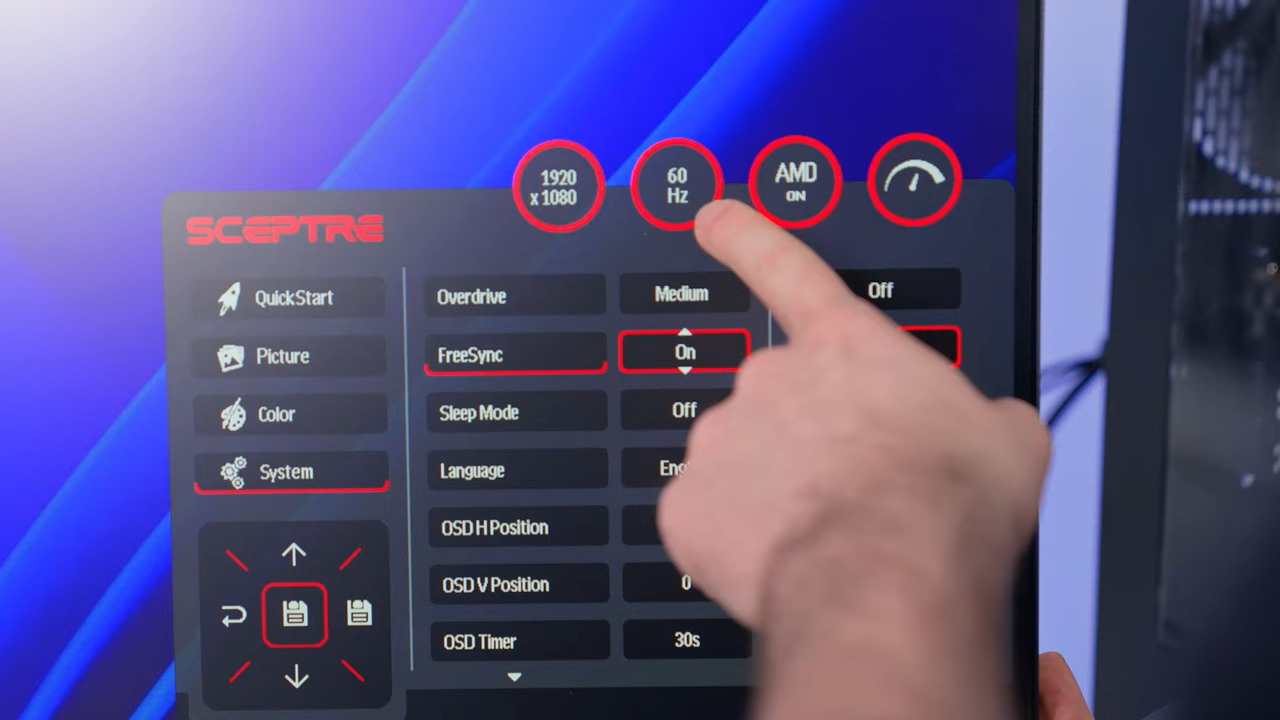 1920
x 1080
60
Hz
AMD
ON
SCEPTRE
QuickStart
Picture
Color
System
Overdrive
Medium
Off
FreeSync
On
Sleep Mode
Off
Language
OSD H Position
OSD V Position
0
OSD Timer
30s